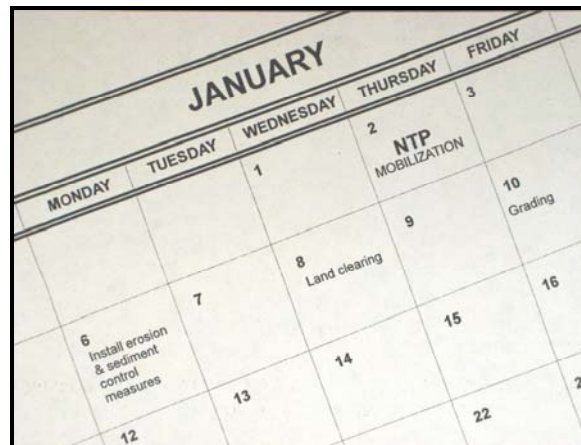 JANUARY
MONDAY TUESDAY WEDNESDAY THURSDAY FRIDAY
1 2 3
NTP
MOBILIZATION
6 7 8 9 10
Install erosion
& sediment
control
measures
Land clearing
Grading
12 13 14 15 16
22